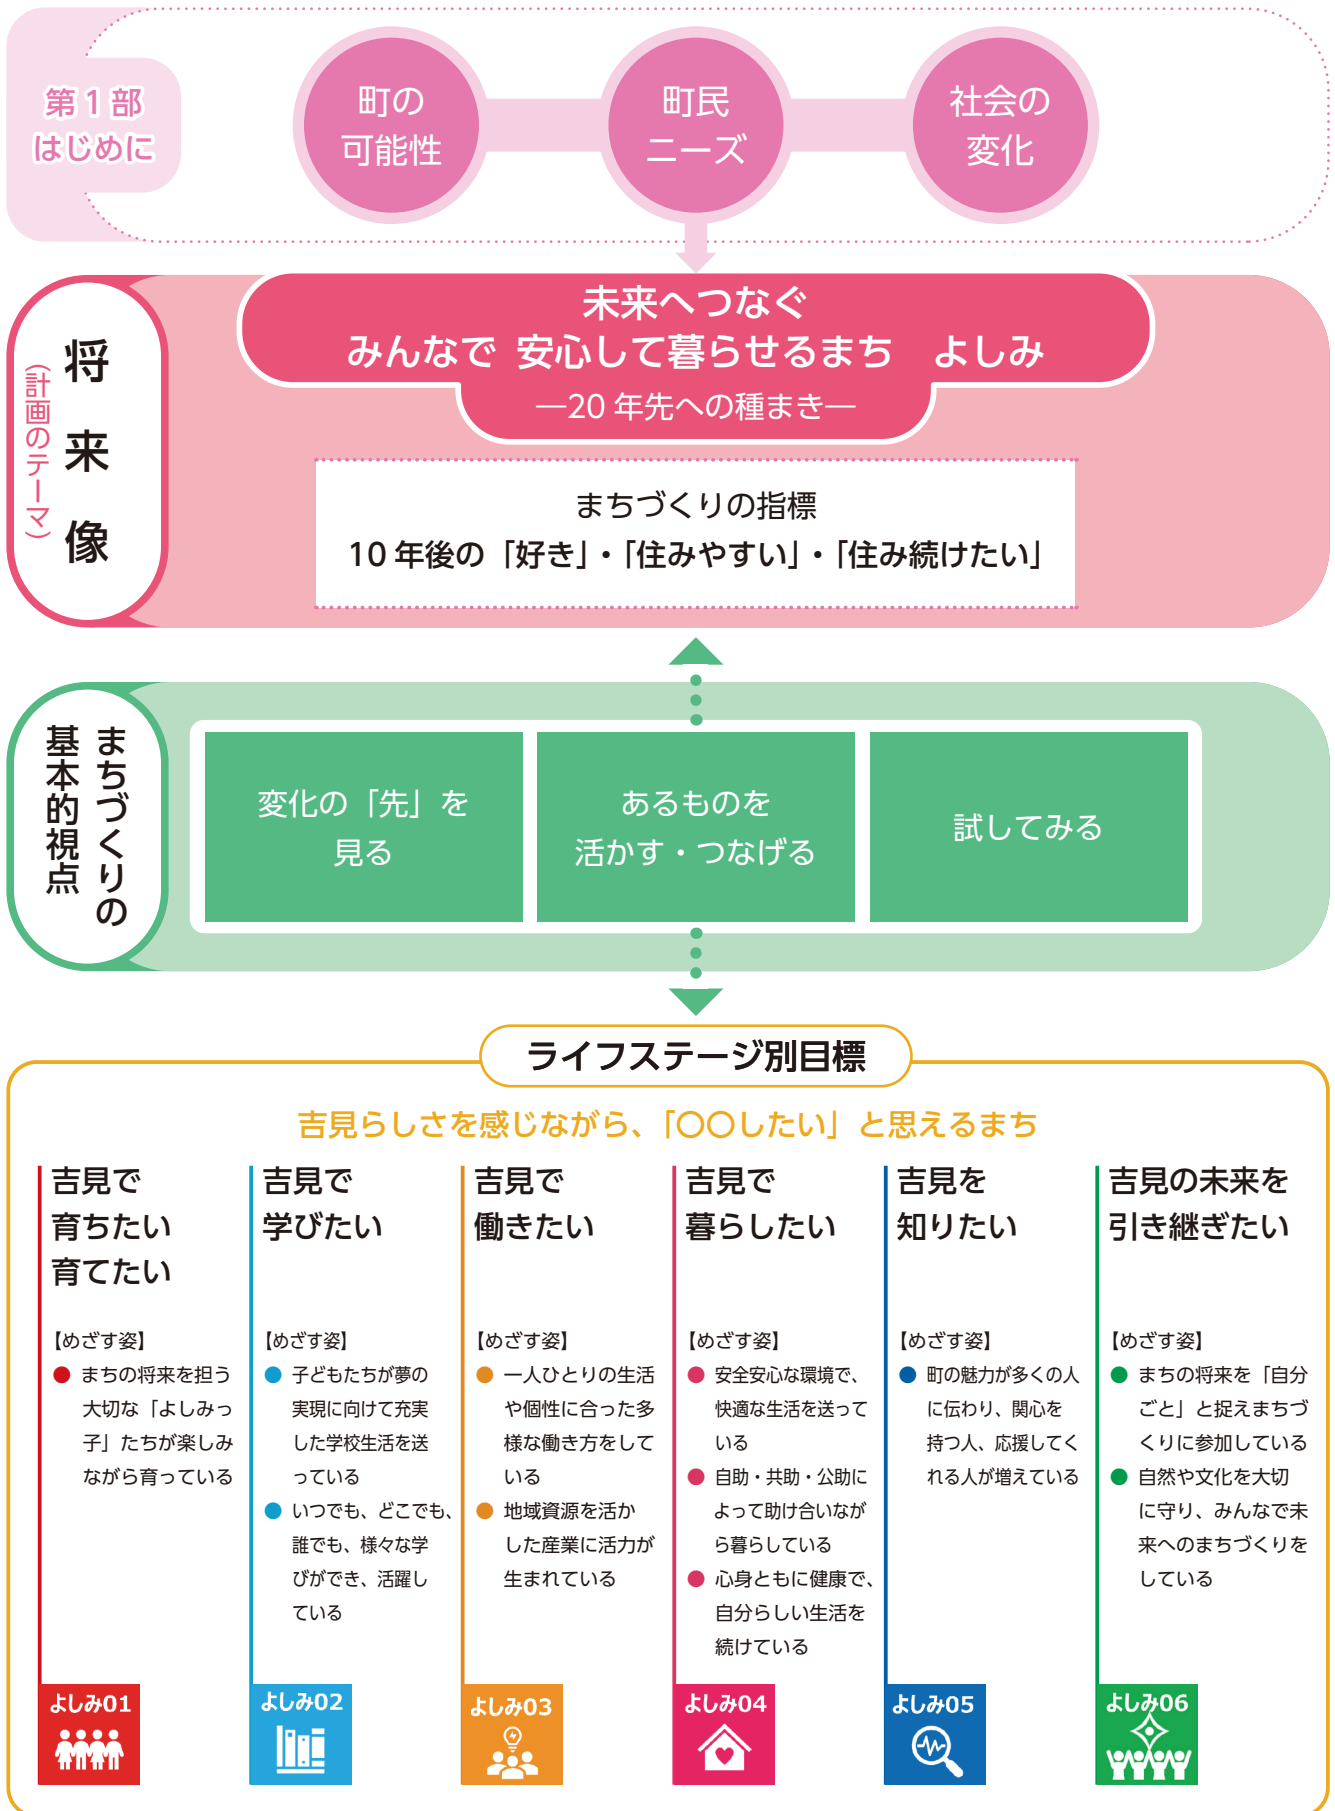 第1部
はじめに
町の
可能性
町民
ニーズ
社会の
変化
将来像
（計画のテーマ）
未来へつなぐ
みんなで 安心して暮らせるまち　よしみ
―20年先への種まき―
まちづくりの指標
10年後の「好き」・「住みやすい」・「住み続けたい」
まちづくりの
基本的視点
変化の「先」を
見る
あるものを
活かす・つなげる
試してみる
ライフステージ別目標
吉見らしさを感じながら、「〇〇したい」と思えるまち
吉見で
育ちたい
育てたい
【めざす姿】
● まちの将来を担う
大切な「よしみっ
子」たちが楽しみ
ながら育っている
よしみ01
吉見で
学びたい
【めざす姿】
● 子どもたちが夢の
実現に向けて充実
した学校生活を送
っている
● いつでも、どこでも、
誰でも、様々な学
びができ、活躍し
ている
よしみ02
吉見で
働きたい
【めざす姿】
● 一人ひとりの生活
や個性に合った多
様な働き方をして
いる
● 地域資源を活か
した産業に活力が
生まれている
よしみ03
吉見で
暮らしたい
【めざす姿】
● 安全安心な環境で、
快適な生活を送って
いる
● 自助・共助・公助に
よって助け合いなが
ら暮らしている
● 心身ともに健康で、
自分らしい生活を
続けている
よしみ04
吉見を
知りたい
【めざす姿】
● 町の魅力が多くの人
に伝わり、関心を
持つ人、応援してく
れる人が増えている
よしみ05
吉見の未来を
引き継ぎたい
【めざす姿】
● まちの将来を「自分
ごと」と捉えまちづ
くりに参加している
● 自然や文化を大切
に守り、みんなで未
来へのまちづくりを
している
よしみ06